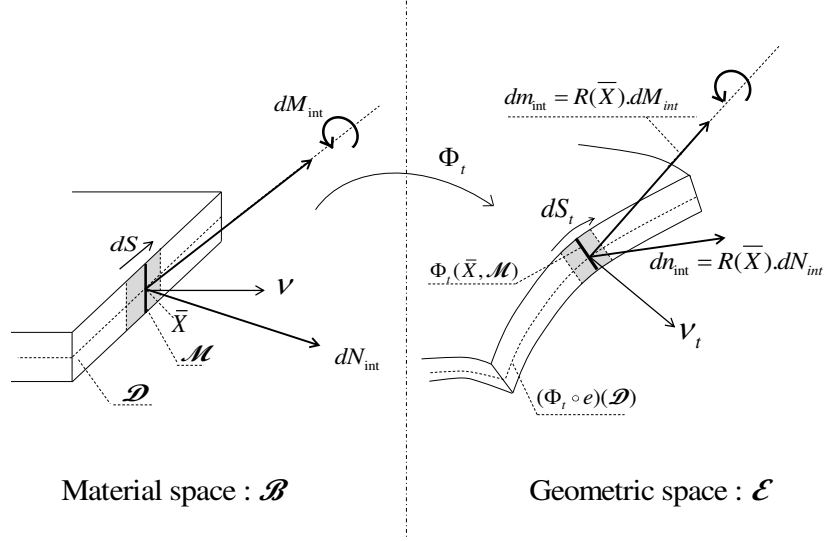 dM_int
dS
ν
X̄
ℳ
dN_int
𝒟
Material space : ℬ
Φ_t
dm_int = R(X̄).dM_int
dS_t
Φ_t(X̄, ℳ)
dn_int = R(X̄).dN_int
ν_t
(Φ_t ∘ e)(𝒟)
Geometric space : ℰ